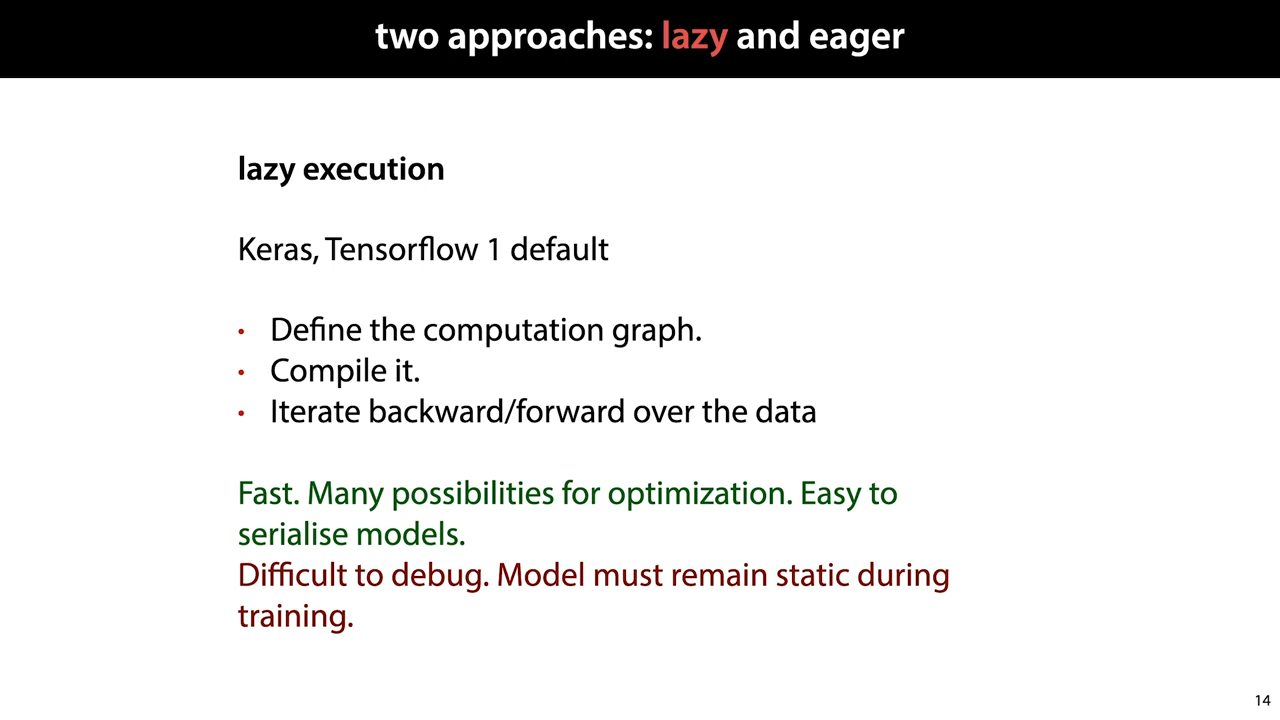 two approaches: lazy and eager
lazy execution
Keras, Tensorflow 1 default
• Define the computation graph.
• Compile it.
• Iterate backward/forward over the data
Fast. Many possibilities for optimization. Easy to
serialise models.
Difficult to debug. Model must remain static during
training.
14